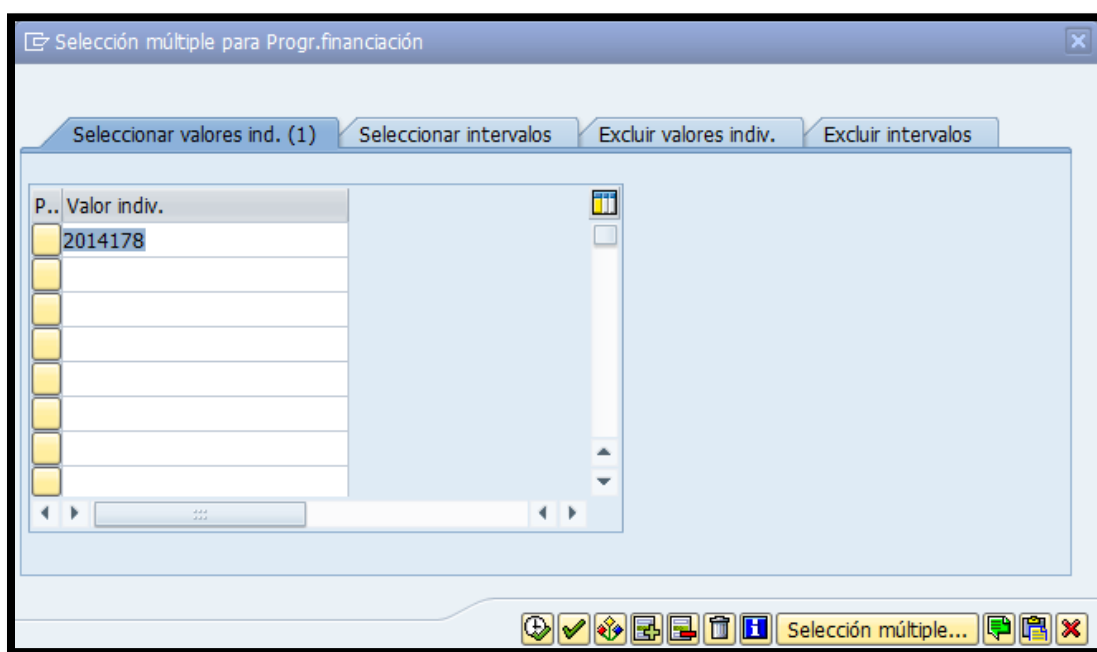 Selección múltiple para Progr.financiación
Seleccionar valores ind. (1) Seleccionar intervalos Excluir valores indiv. Excluir intervalos
P.. Valor indiv.
2014178
Selección múltiple...